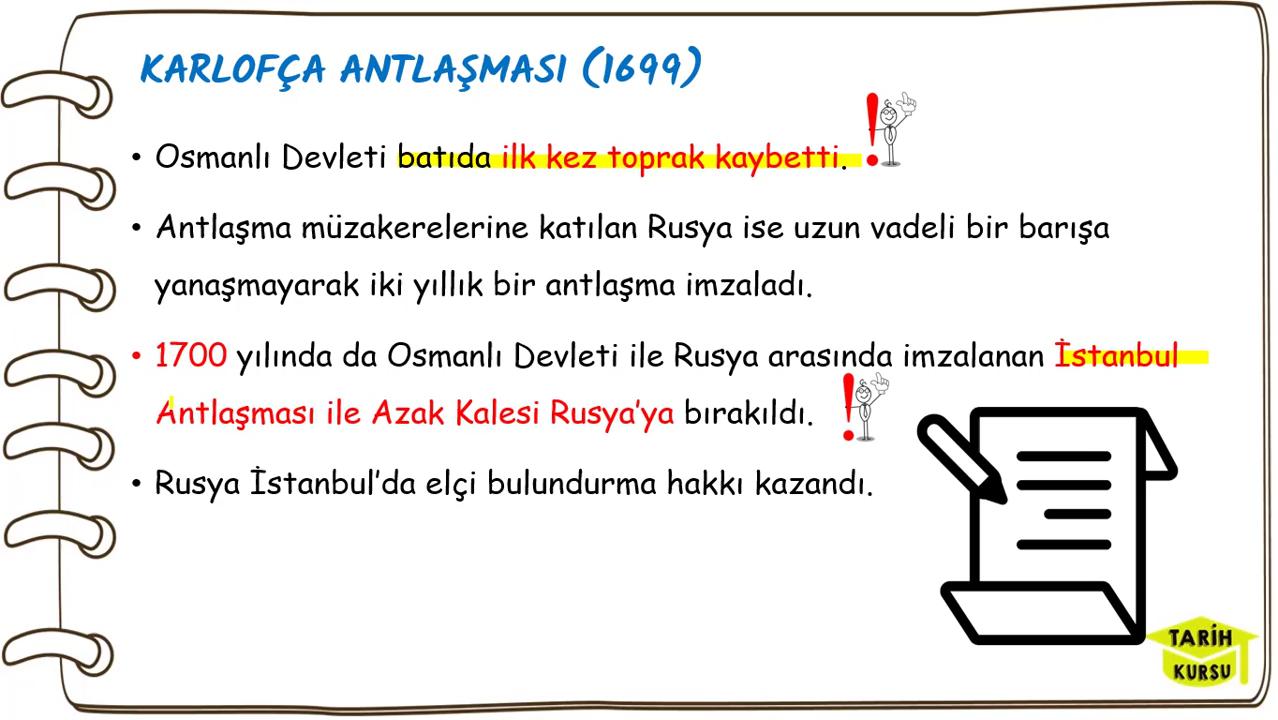 KARLOFÇA ANTLAŞMASI (1699)
• Osmanlı Devleti batıda ilk kez toprak kaybetti.
• Antlaşma müzakerelerine katılan Rusya ise uzun vadeli bir barışa
yanaşmayarak iki yıllık bir antlaşma imzaladı.
• 1700 yılında da Osmanlı Devleti ile Rusya arasında imzalanan İstanbul
Antlaşması ile Azak Kalesi Rusya’ya bırakıldı.
• Rusya İstanbul’da elçi bulundurma hakkı kazandı.
TARİH
KURSU